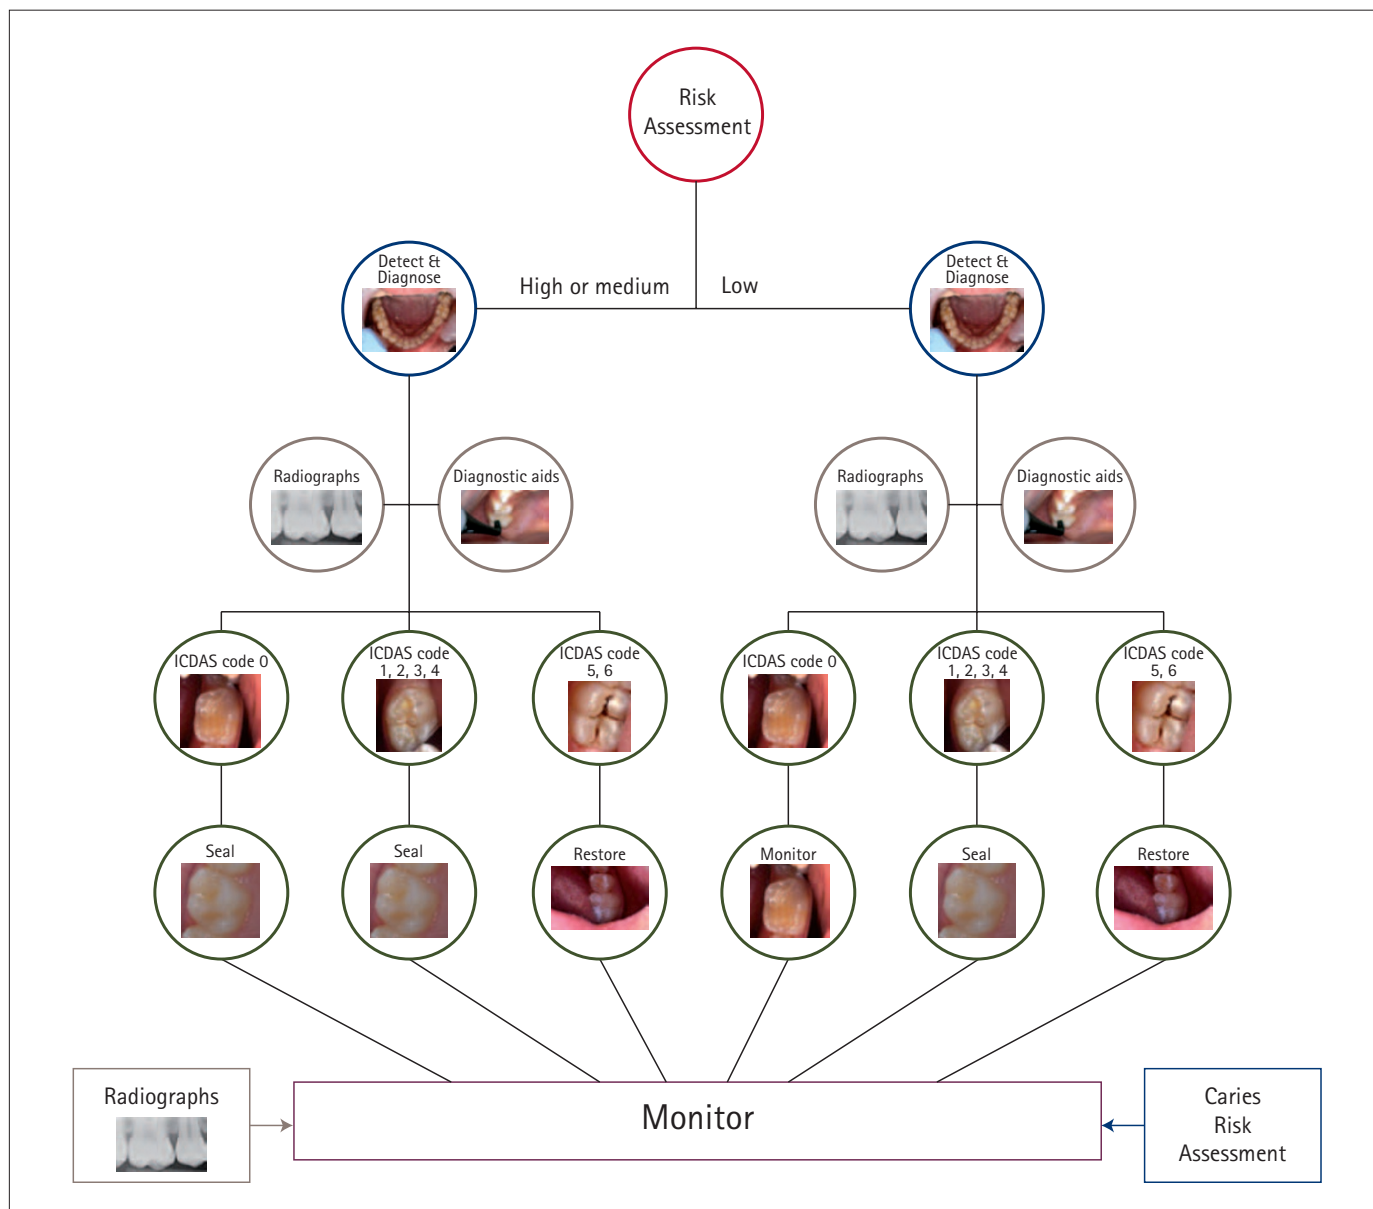 Risk
Assessment
High or medium
Low
Detect &
Diagnose
Detect &
Diagnose
Radiographs
Diagnostic aids
Radiographs
Diagnostic aids
ICDAS code 0
ICDAS code
1, 2, 3, 4
ICDAS code
5, 6
ICDAS code 0
ICDAS code
1, 2, 3, 4
ICDAS code
5, 6
Seal
Seal
Restore
Monitor
Seal
Restore
Radiographs
Monitor
Caries
Risk
Assessment